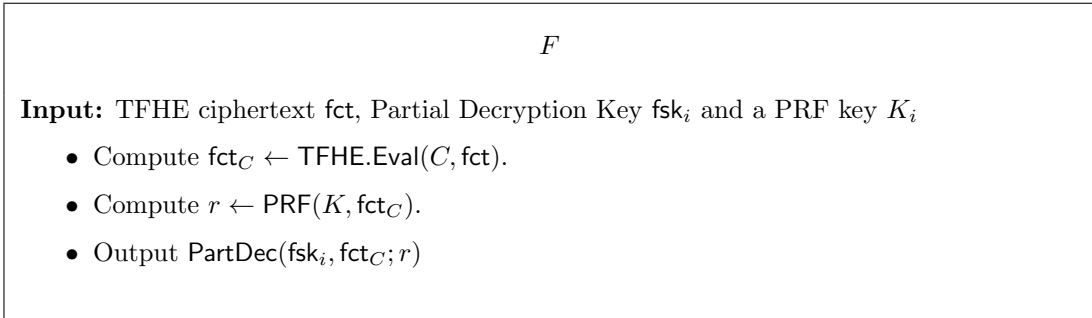 F
Input: TFHE ciphertext fct, Partial Decryption Key fsk_i and a PRF key K_i
• Compute fct_C ← TFHE.Eval(C, fct).
• Compute r ← PRF(K, fct_C).
• Output PartDec(fsk_i, fct_C; r)